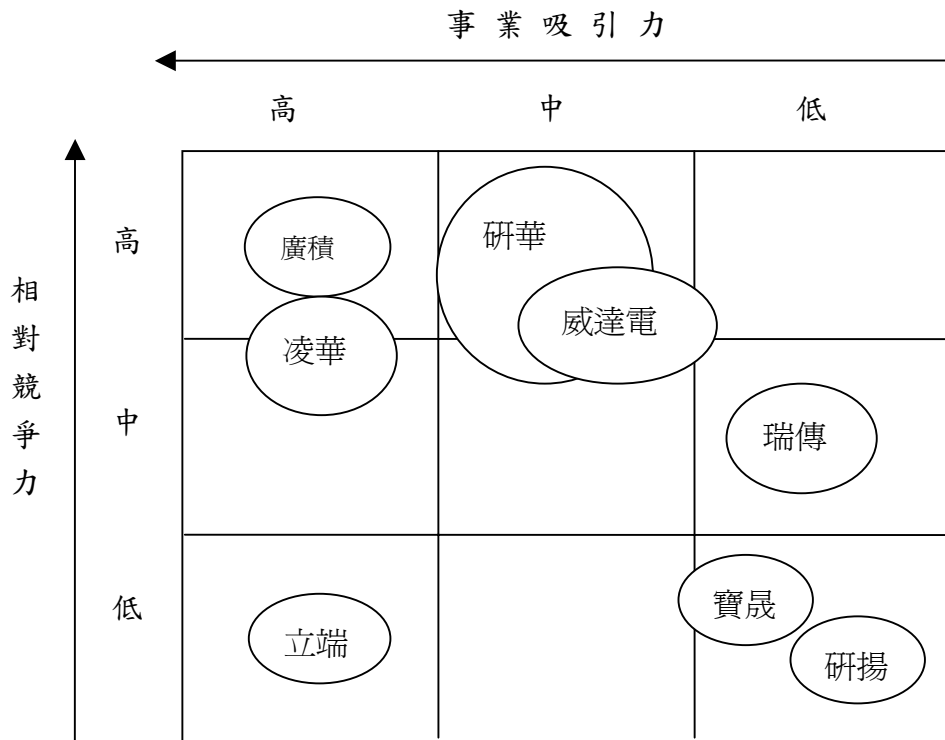 事業吸引力
高 中 低
相對競爭力
高
中
低
廣積
研華
威達電
凌華
瑞傳
寶晟
立端
研揚